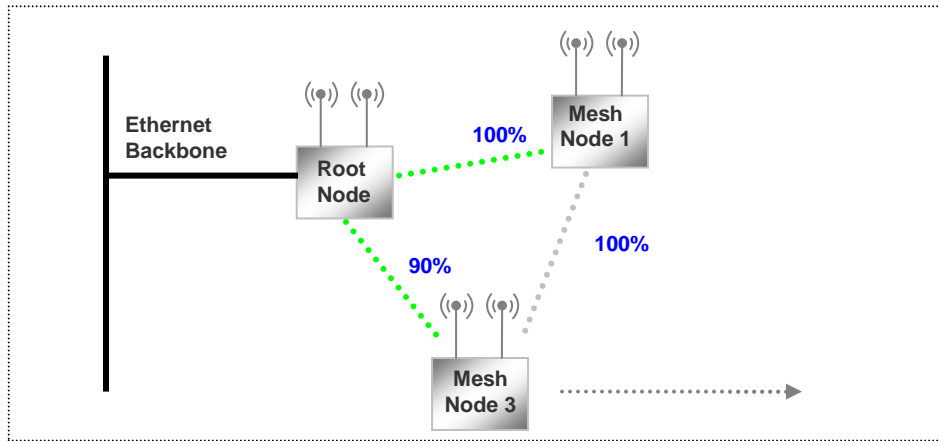 Ethernet
Backbone
Root
Node
100%
Mesh
Node 1
100%
90%
Mesh
Node 3